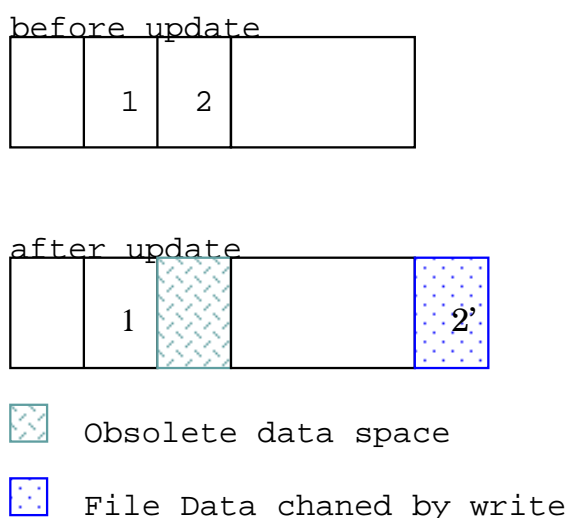 before update
1 2
after update
1 2'
Obsolete data space
File Data chaned by write